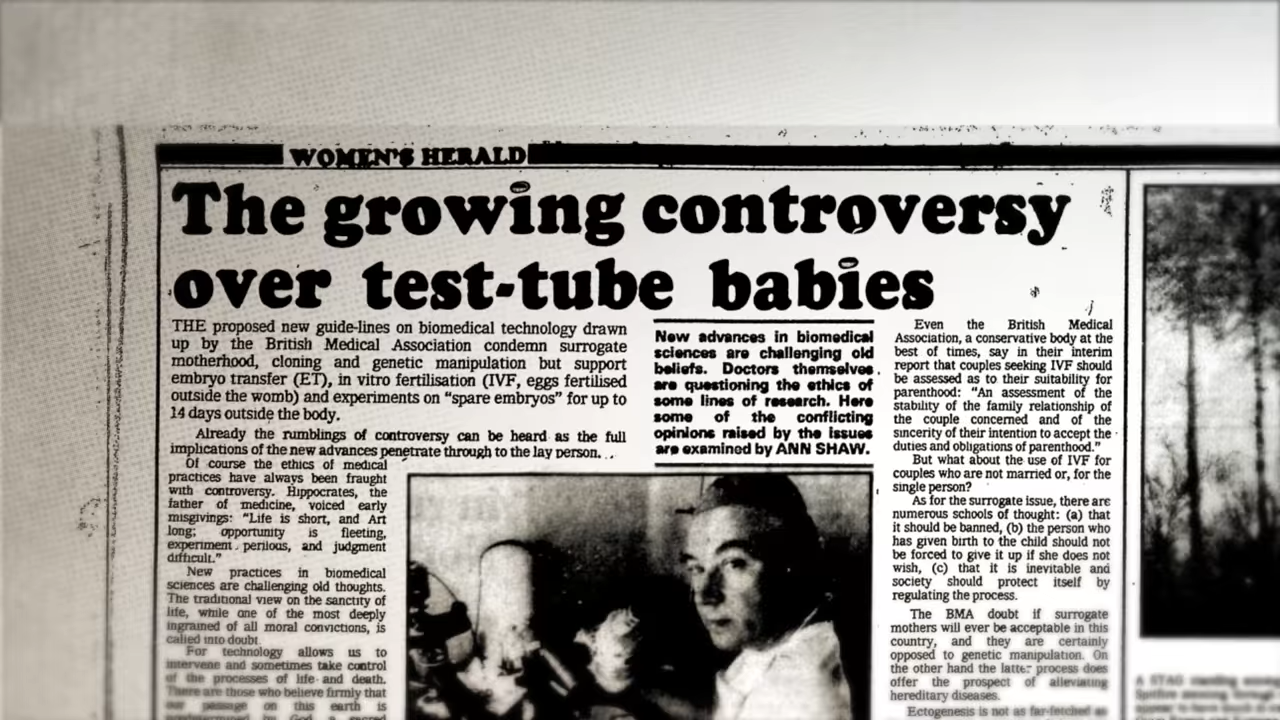 WOMEN'S HERALD
The growing controversy
over test-tube babies
THE proposed new guide-lines on biomedical technology drawn
up by the British Medical Association condemn surrogate
motherhood, cloning and genetic manipulation but support
embryo transfer (ET), in vitro fertilisation (IVF, eggs fertilised
outside the womb) and experiments on “spare embryos” for up to
14 days outside the body.
Already the rumblings of controversy can be heard as the full
implications of the new advances penetrate through to the lay person. . .
Of course the ethics of medical
practices have always been fraught
with controversy. Hippocrates, the
father of medicine, voiced early
misgivings: “Life is short, and Art
long; opportunity is fleeting,
experiment perilous, and judgment
difficult.”
New practices in biomedical
sciences are challenging old thoughts.
The traditional view on the sanctity of
life, while one of the most deeply
ingrained of all moral convictions, is
called into doubt.
For technology allows us to
intervene and sometimes take control
of the processes of life and death.
There are those who believe firmly that
our passage on this earth is
New advances in biomedical
sciences are challenging old
beliefs. Doctors themselves
are questioning the ethics of
some lines of research. Here
some of the conflicting
opinions raised by the issues
are examined by ANN SHAW.
Even the British Medical
Association, a conservative body at the
best of times, say in their interim
report that couples seeking IVF should
be assessed as to their suitability for
parenthood: “An assessment of the
stability of the family relationship of
the couple concerned and of the
sincerity of their intention to accept the
duties and obligations of parenthood.”
But what about the use of IVF for
couples who are not married or, for the
single person?
As for the surrogate issue, there are
numerous schools of thought: (a) that
it should be banned, (b) the person who
has given birth to the child should not
be forced to give it up if she does not
wish, (c) that it is inevitable and
society should protect itself by
regulating the process.
The BMA doubt if surrogate
mothers will ever be acceptable in this
country, and they are certainly
opposed to genetic manipulation. On
the other hand the latter process does
offer the prospect of alleviating
hereditary diseases.
Ectogenesis is not as far-fetched as
A STAG standing